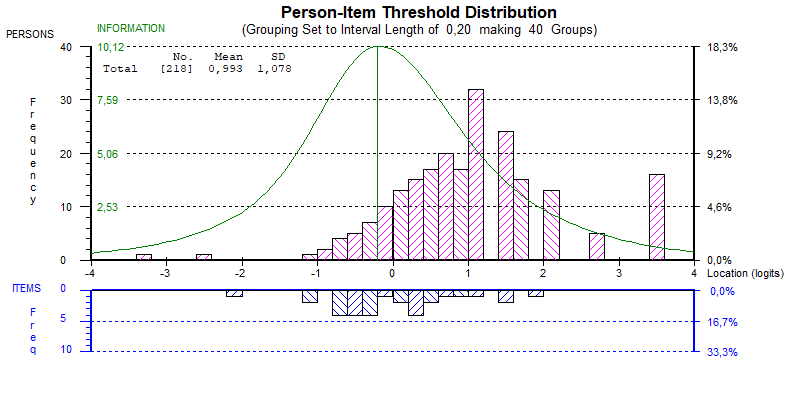 Person-Item Threshold Distribution
(Grouping Set to Interval Length of 0,20 making 40 Groups)
PERSONS
INFORMATION
No. Mean SD
Total [218] 0,993 1,078
Frequency
40
30
20
10
0
10,12
7,59
5,06
2,53
18,3%
13,8%
9,2%
4,6%
0,0%
-4 -3 -2 -1 0 1 2 3 4 Location (logits)
ITEMS
Freq
0
5
10
0,0%
16,7%
33,3%